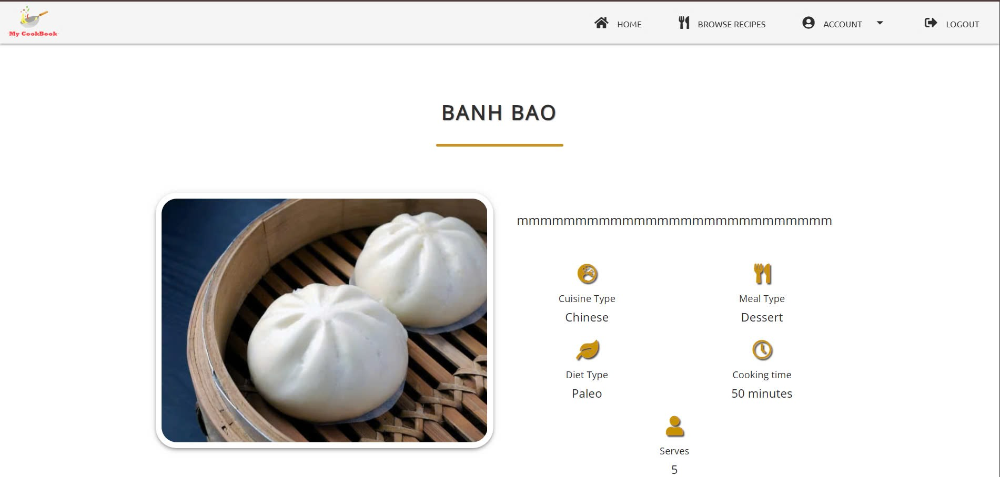 My CookBook
HOME
BROWSE RECIPES
ACCOUNT
LOGOUT
BANH BAO
mmmmmmmmmmmmmmmmmmmmmmmmmmm
Cuisine Type
Chinese
Meal Type
Dessert
Diet Type
Paleo
Cooking time
50 minutes
Serves
5